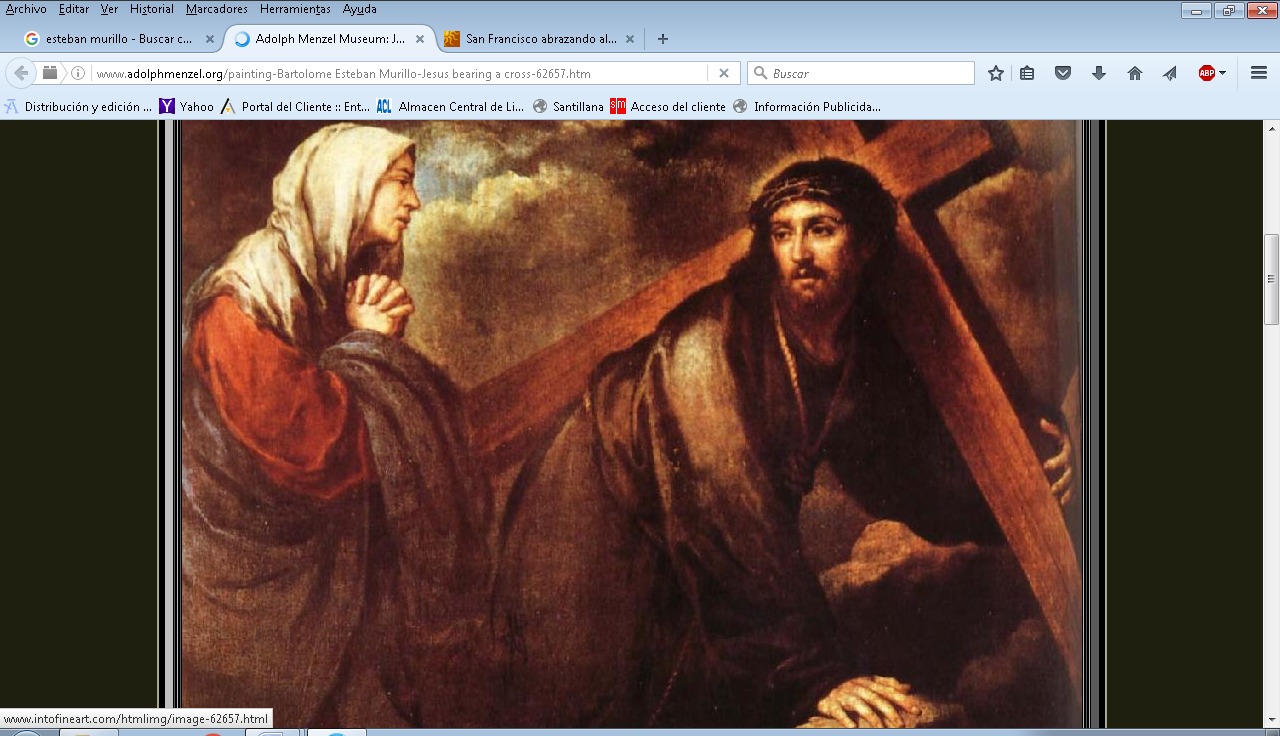 Archivo Editar Ver Historial Marcadores Herramientas Ayuda
esteban murillo - Buscar c... Adolph Menzel Museum: J... San Francisco abrazando al...
www.adolphmenzel.org/painting-Bartolome Esteban Murillo-Jesus bearing a cross-62657.htm Buscar ABP
Distribución y edición ... Yahoo Portal del Cliente :: Ent... ACL Almacen Central de Li... Santillana sm Acceso del cliente Información Publicida...
www.intofineart.com/htmlimg/image-62657.html